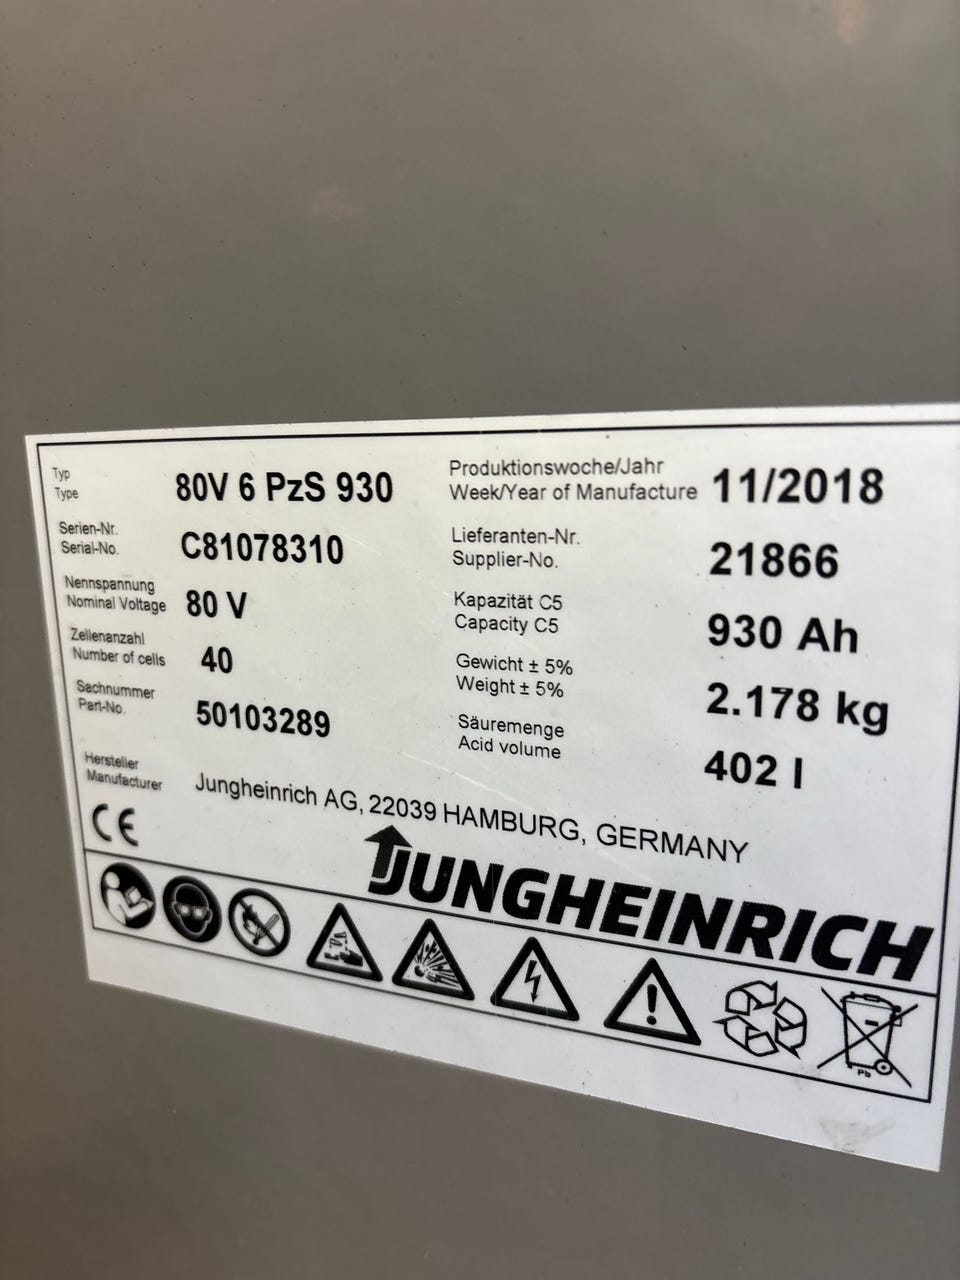 Typ
Type
80V 6 PzS 930
Serien-Nr.
Serial-No.
C81078310
Nennspannung
Nominal Voltage
80 V
Zellenanzahl
Number of cells
40
Sachnummer
Part-No.
50103289
Produktionswoche/Jahr
Week/Year of Manufacture
11/2018
Lieferanten-Nr.
Supplier-No.
21866
Kapazität C5
Capacity C5
930 Ah
Gewicht ± 5%
Weight ± 5%
2.178 kg
Säuremenge
Acid volume
402 l
Hersteller
Manufacturer
Jungheinrich AG, 22039 HAMBURG, GERMANY
CE
JUNGHEINRICH
Pb